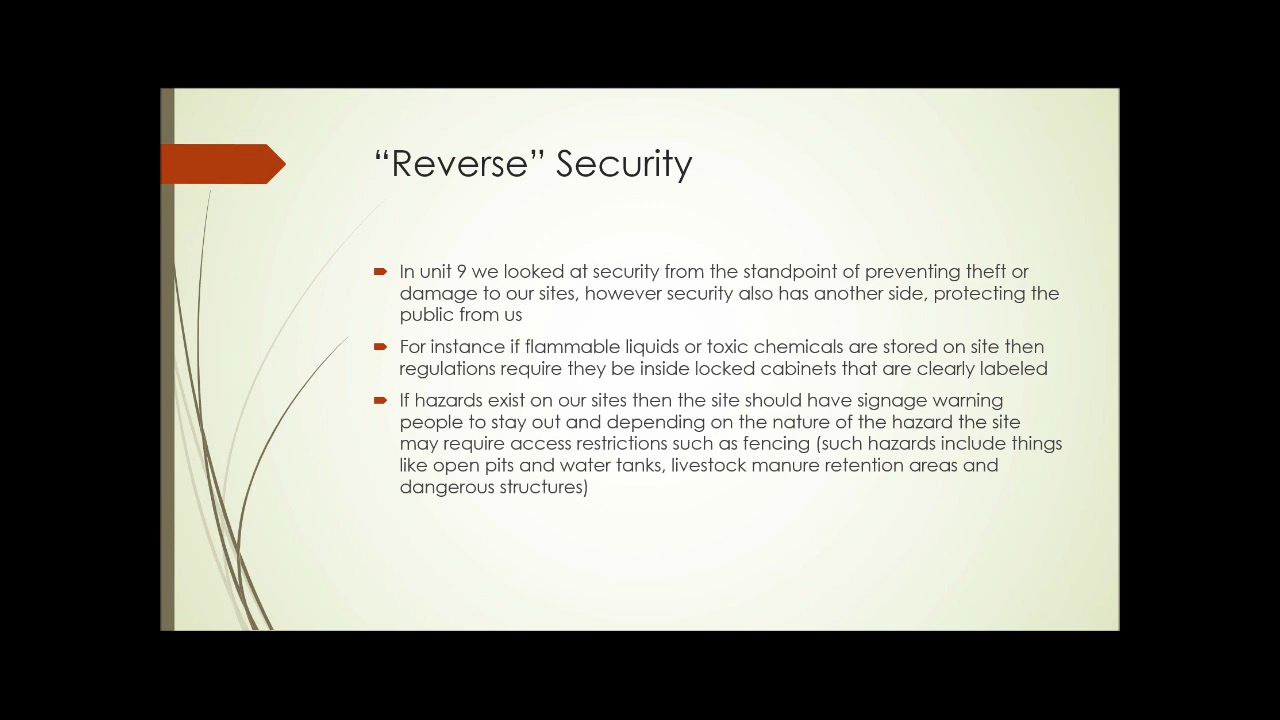 “Reverse” Security
In unit 9 we looked at security from the standpoint of preventing theft or
damage to our sites, however security also has another side, protecting the
public from us
For instance if flammable liquids or toxic chemicals are stored on site then
regulations require they be inside locked cabinets that are clearly labeled
If hazards exist on our sites then the site should have signage warning
people to stay out and depending on the nature of the hazard the site
may require access restrictions such as fencing (such hazards include things
like open pits and water tanks, livestock manure retention areas and
dangerous structures)